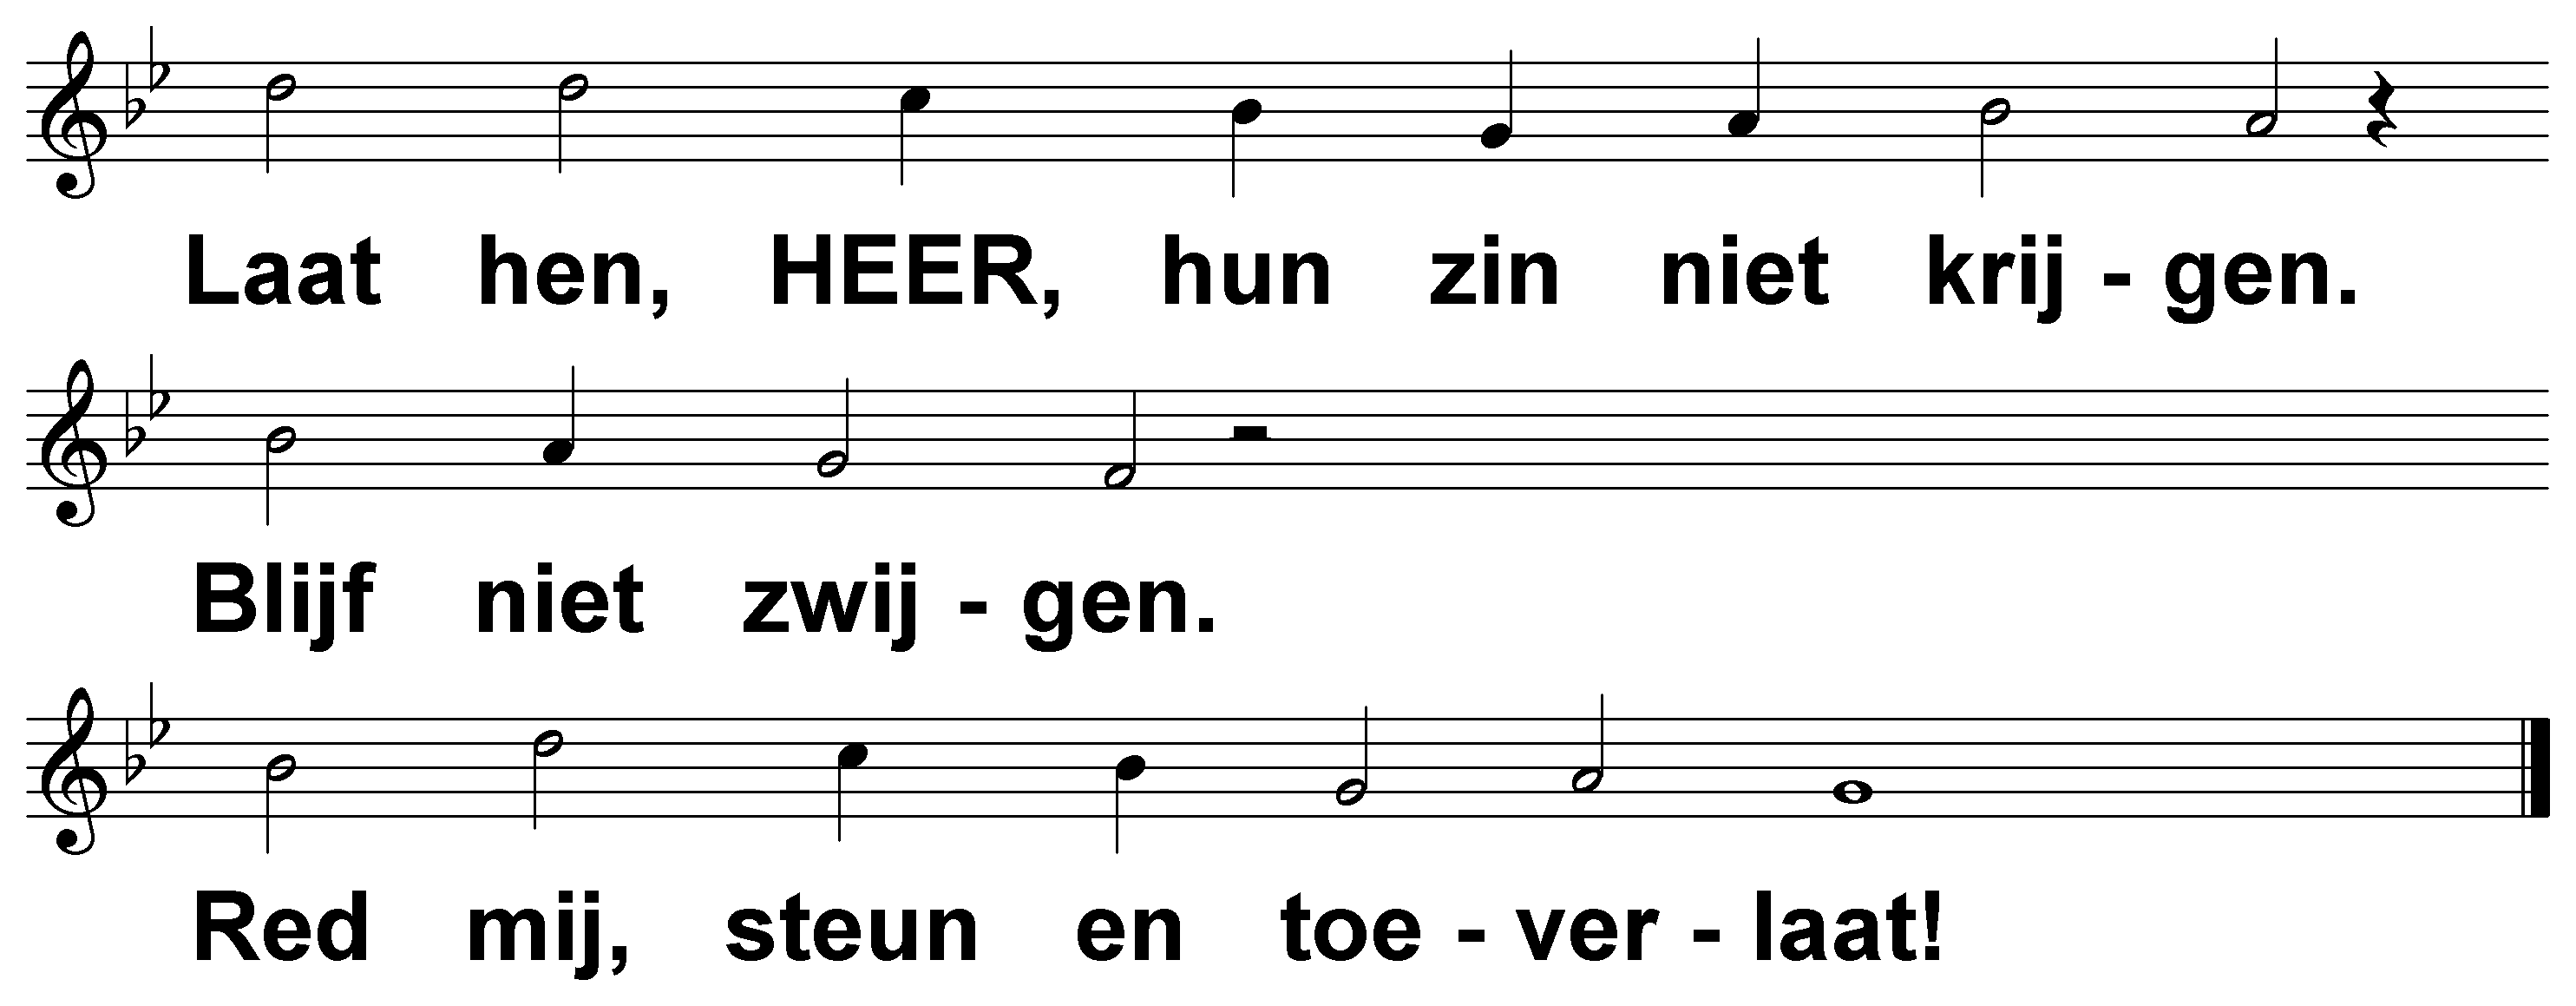 Laat hen, HEER, hun zin niet krij - gen.
Blijf niet zwij - gen.
Red mij, steun en toe - ver - laat!